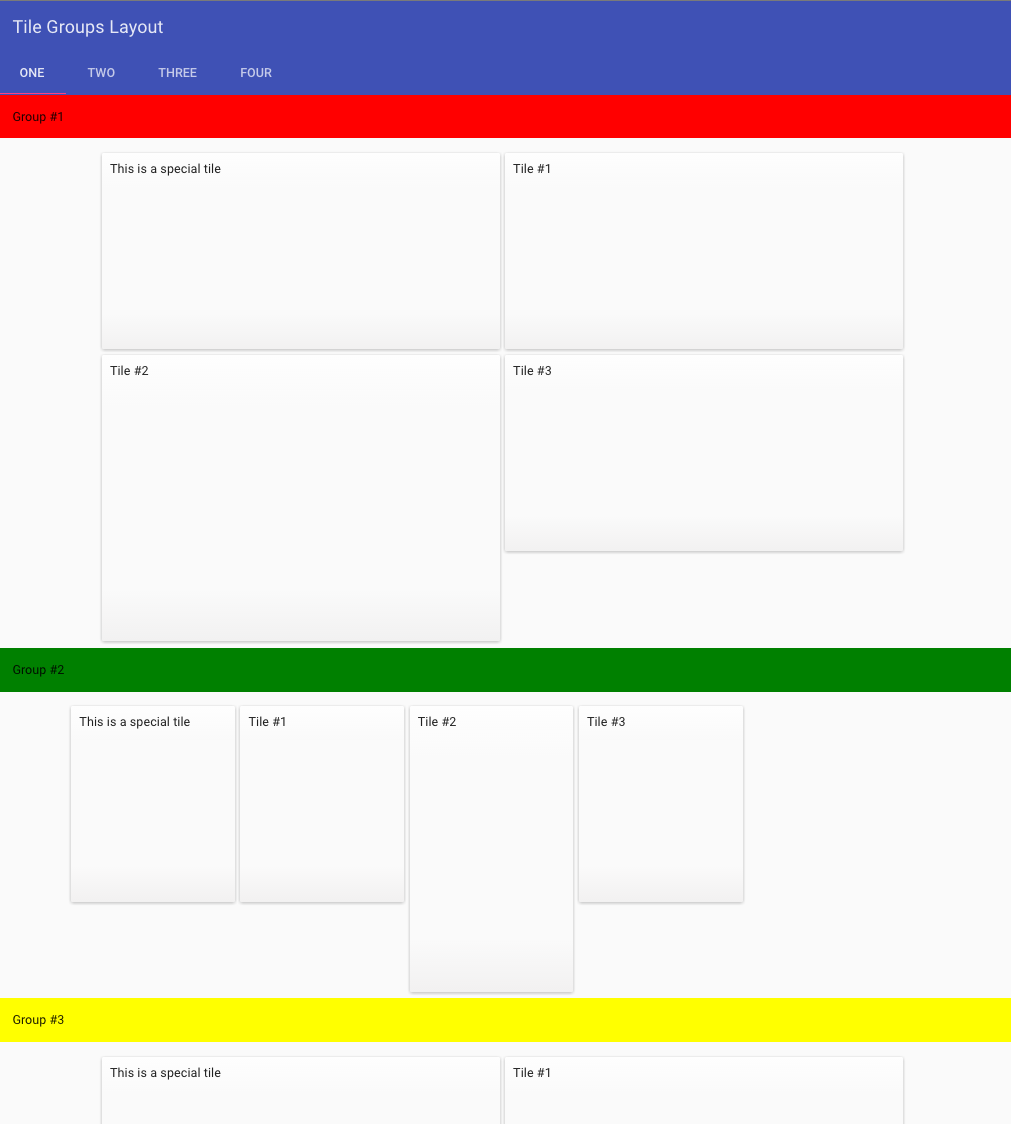 Tile Groups Layout
ONE TWO THREE FOUR
Group #1
This is a special tile Tile #1
Tile #2 Tile #3
Group #2
This is a special tile Tile #1 Tile #2 Tile #3
Group #3
This is a special tile Tile #1